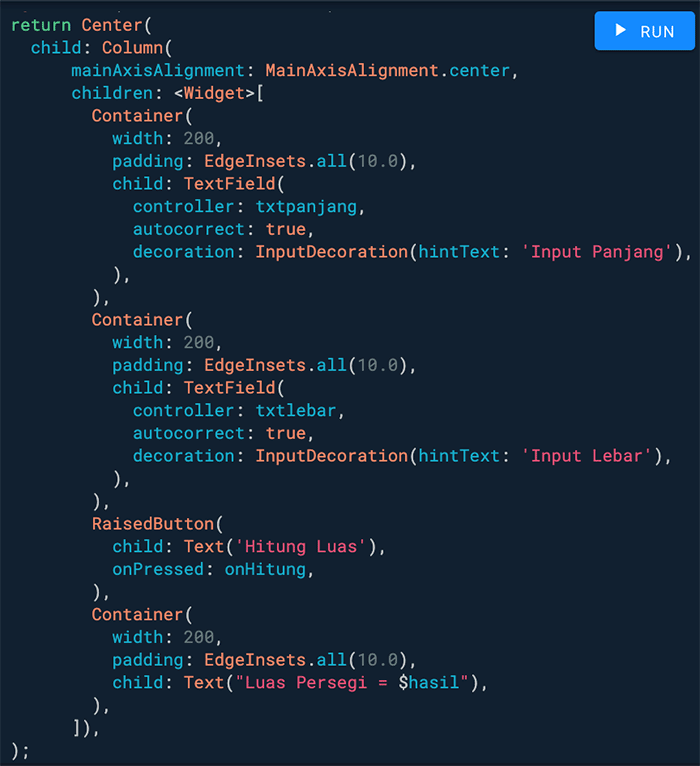 return Center(
RUN
child: Column(
mainAxisAlignment: MainAxisAlignment.center,
children: <Widget>[
Container(
width: 200,
padding: EdgeInsets.all(10.0),
child: TextField(
controller: txtpanjang,
autocorrect: true,
decoration: InputDecoration(hintText: 'Input Panjang'),
),
),
Container(
width: 200,
padding: EdgeInsets.all(10.0),
child: TextField(
controller: txtlebar,
autocorrect: true,
decoration: InputDecoration(hintText: 'Input Lebar'),
),
),
RaisedButton(
child: Text('Hitung Luas'),
onPressed: onHitung,
),
Container(
width: 200,
padding: EdgeInsets.all(10.0),
child: Text("Luas Persegi = $hasil"),
),
]),
);